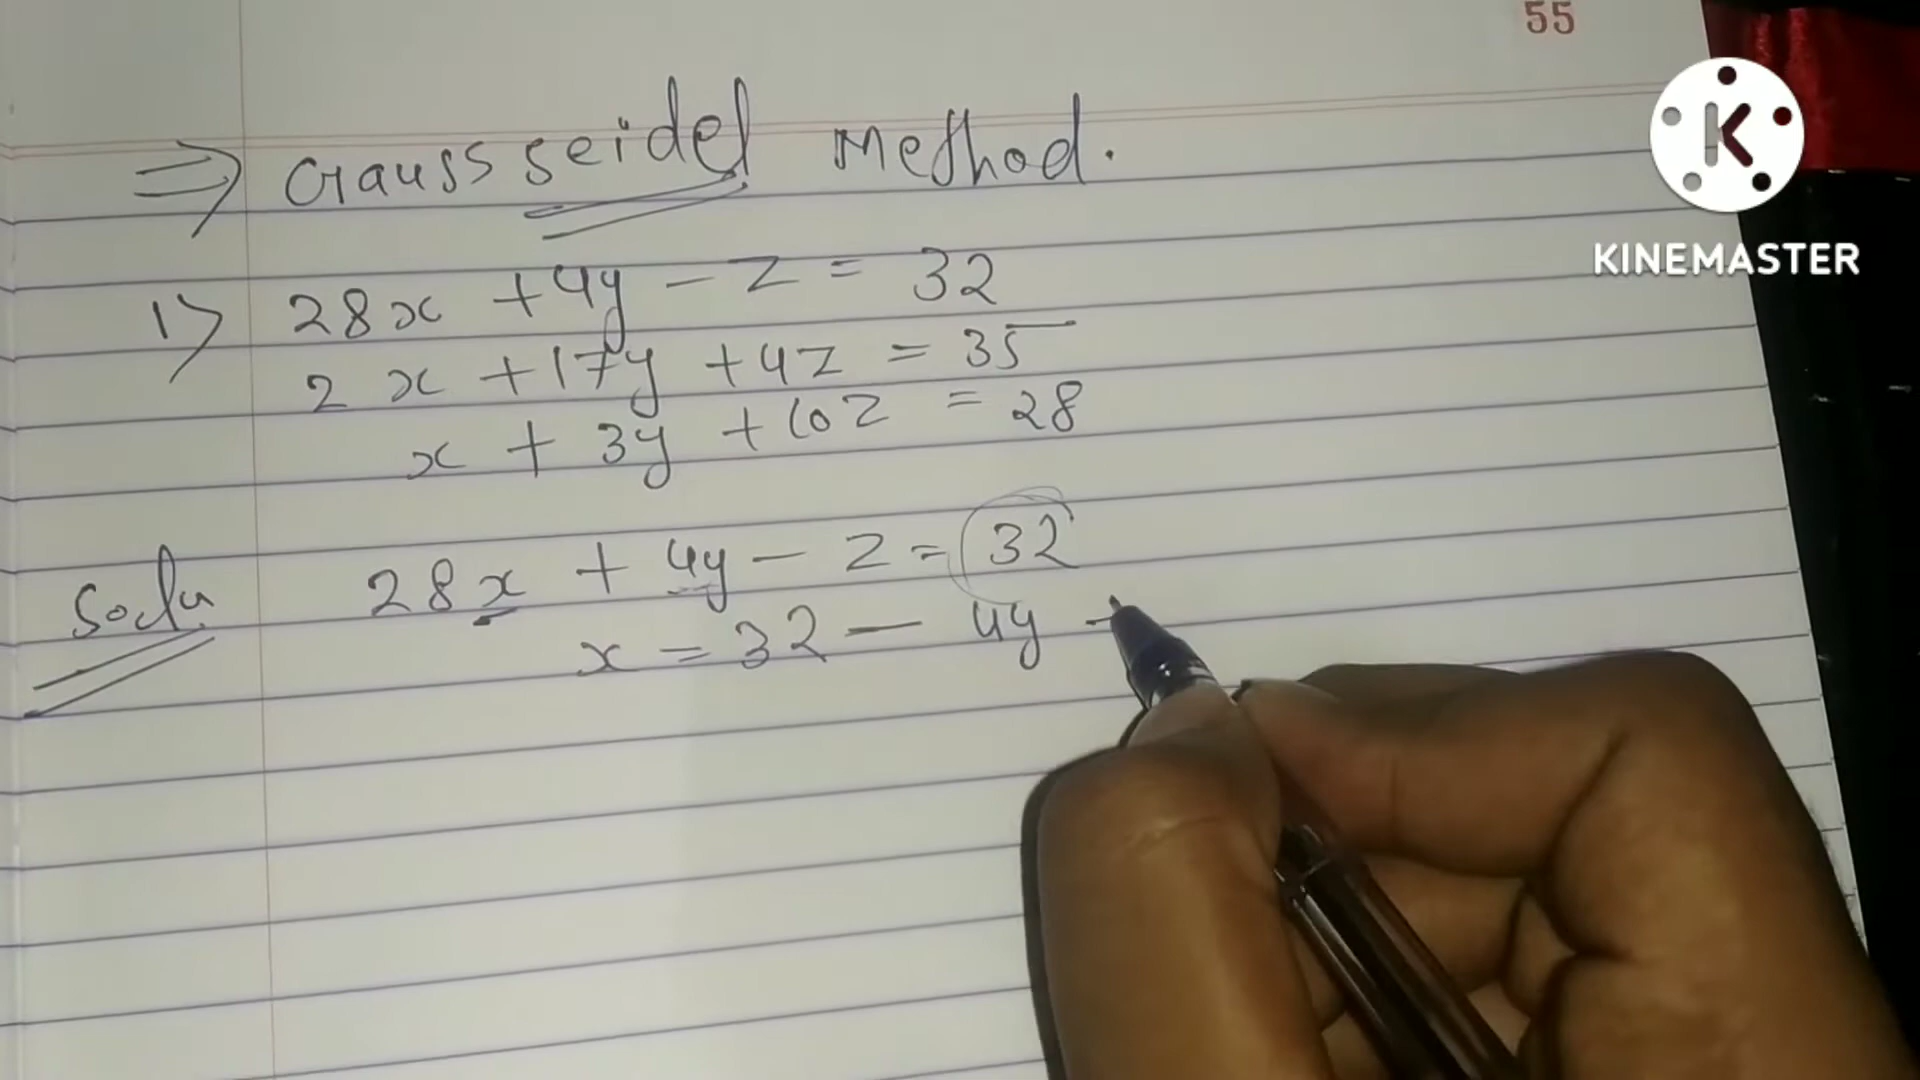 55
⇒ Gauss seidel Method.
1) 28x + 4y - z = 32
2x + 17y + 4z = 35
x + 3y + 10z = 28
Soln 28x + 4y - z = 32
x = 32 - 4y
KINEMASTER